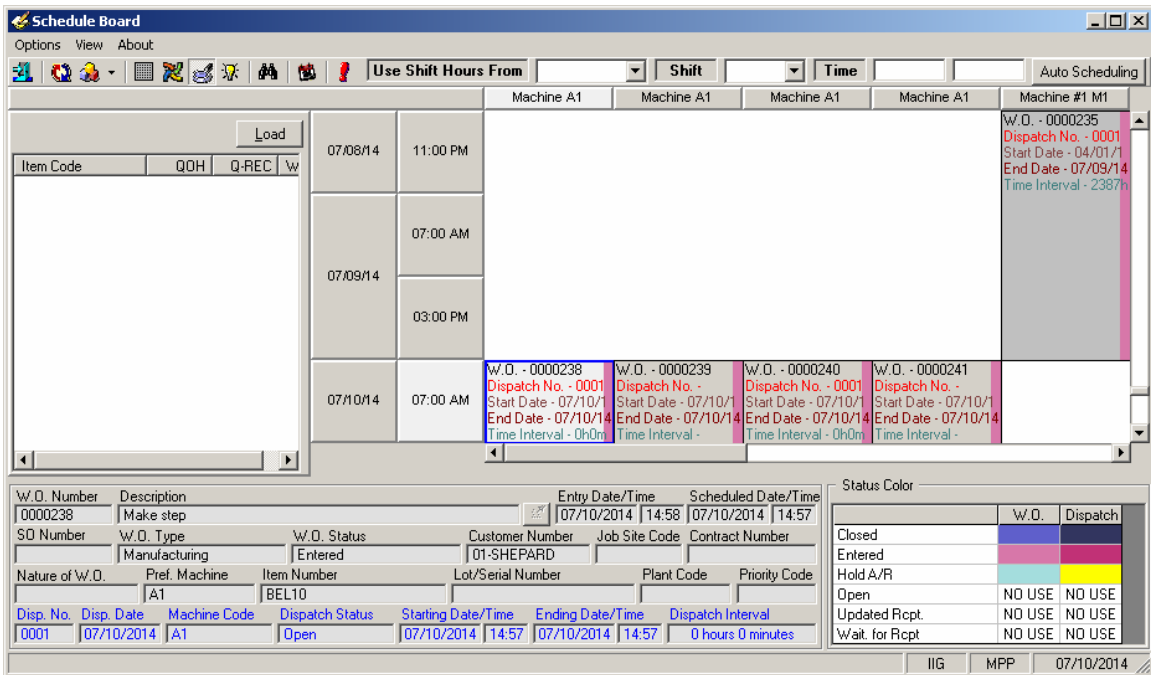 Schedule Board
Options View About
Use Shift Hours From Shift Time Auto Scheduling
Machine A1 Machine A1 Machine A1 Machine A1 Machine #1 M1
Load
Item Code QOH Q-REC W
07/08/14 11:00 PM
07/09/14 07:00 AM
03:00 PM
07/10/14 07:00 AM
W.O. - 0000235
Dispatch No. - 0001
Start Date - 04/01/1
End Date - 07/09/14
Time Interval - 2387h
W.O. - 0000238
Dispatch No. - 0001
Start Date - 07/10/1
End Date - 07/10/14
Time Interval - 0h0m
W.O. - 0000239
Dispatch No. -
Start Date - 07/10/1
End Date - 07/10/14
Time Interval -
W.O. - 0000240
Dispatch No. - 0001
Start Date - 07/10/1
End Date - 07/10/14
Time Interval - 0h0m
W.O. - 0000241
Dispatch No. -
Start Date - 07/10/1
End Date - 07/10/14
Time Interval -
W.O. Number Description Entry Date/Time Scheduled Date/Time
0000238 Make step 07/10/2014 14:58 07/10/2014 14:57
SO Number W.O. Type W.O. Status Customer Number Job Site Code Contract Number
Manufacturing Entered 01-SHEPARD
Nature of W.O. Pref. Machine Item Number Lot/Serial Number Plant Code Priority Code
A1 BEL10
Disp. No. Disp. Date Machine Code Dispatch Status Starting Date/Time Ending Date/Time Dispatch Interval
0001 07/10/2014 A1 Open 07/10/2014 14:57 07/10/2014 14:57 0 hours 0 minutes
Status Color
W.O. Dispatch
Closed
Entered
Hold A/R
Open NO USE NO USE
Updated Rcpt. NO USE NO USE
Wait. for Rcpt NO USE NO USE
IIG MPP 07/10/2014